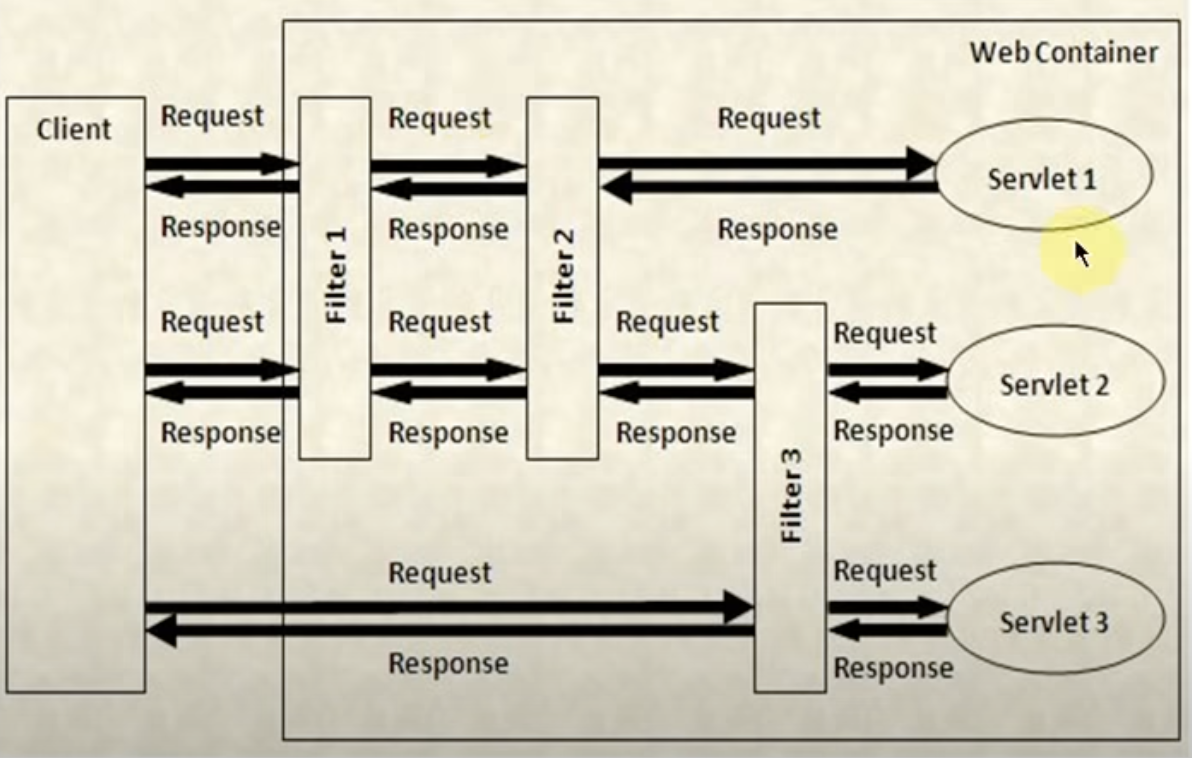 Web Container
Client
Request
Request
Request
Servlet 1
Response
Response
Response
Filter 1
Filter 2
Request
Request
Request
Request
Servlet 2
Response
Response
Response
Response
Filter 3
Request
Request
Servlet 3
Response
Response